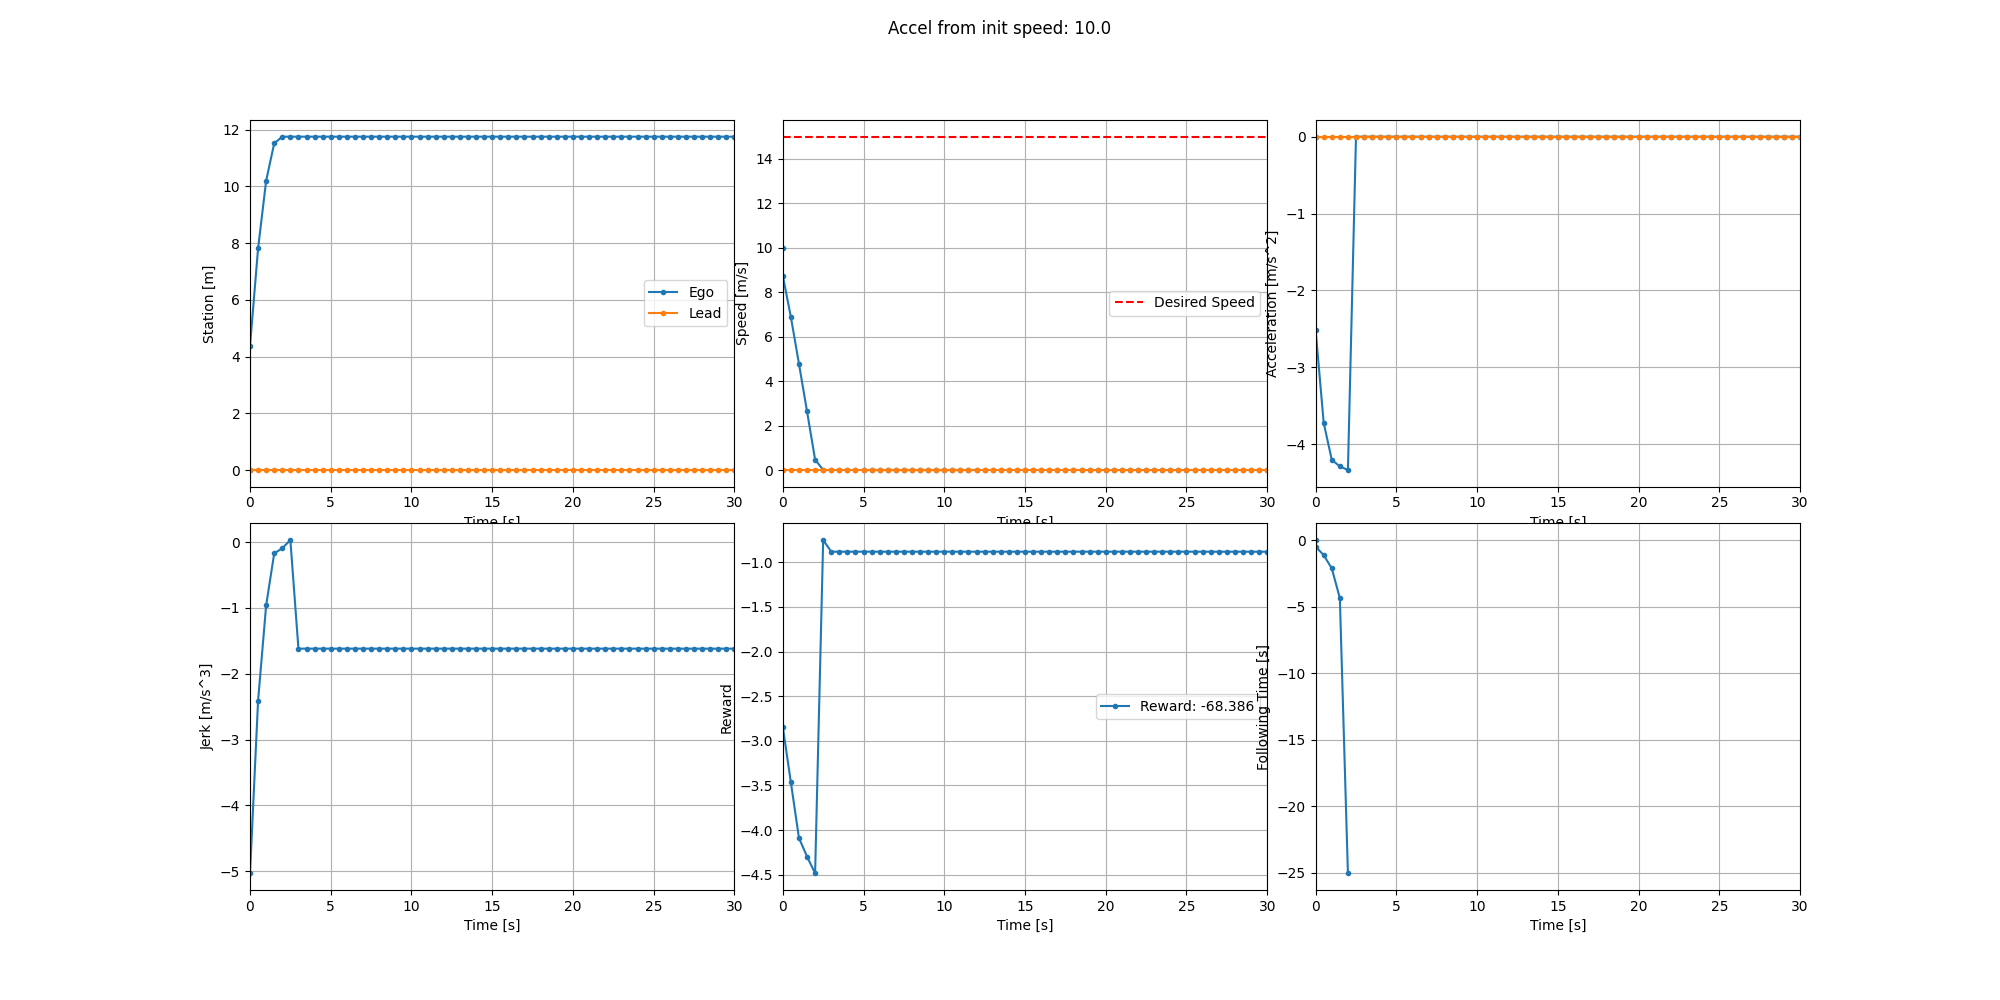 Accel from init speed: 10.0
Station [m]
12
10
8
6
4
2
0
Ego
Lead
0 5 10 15 20 25 30
Time [s]
Speed [m/s]
14
12
10
8
6
4
2
0
Desired Speed
0 5 10 15 20 25 30
Time [s]
Acceleration [m/s^2]
0
−1
−2
−3
−4
0 5 10 15 20 25 30
Time [s]
Jerk [m/s^3]
0
−1
−2
−3
−4
−5
0 5 10 15 20 25 30
Time [s]
Reward
−1.0
−1.5
−2.0
−2.5
−3.0
−3.5
−4.0
−4.5
Reward: -68.386
0 5 10 15 20 25 30
Time [s]
Following Time [s]
0
−5
−10
−15
−20
−25
0 5 10 15 20 25 30
Time [s]